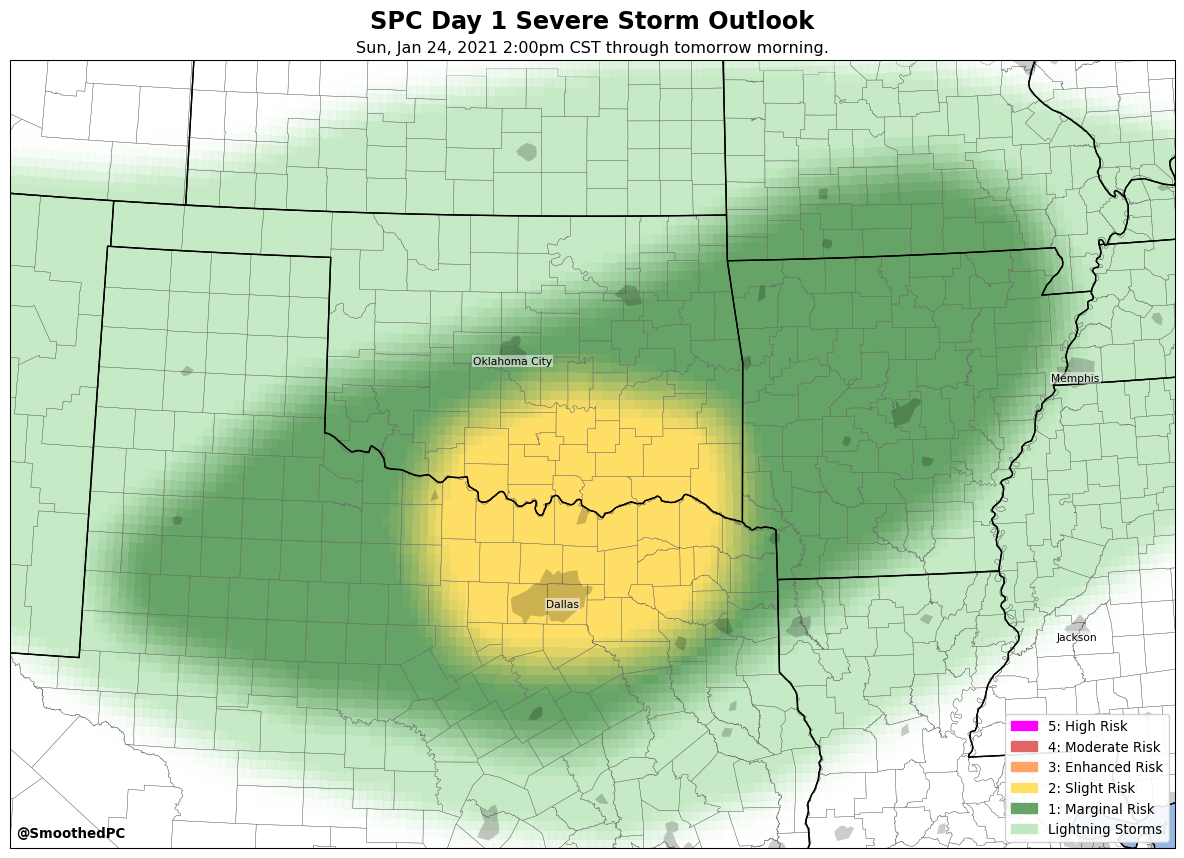 SPC Day 1 Severe Storm Outlook
Sun, Jan 24, 2021 2:00pm CST through tomorrow morning.
Oklahoma City
Memphis
Dallas
Jackson
5: High Risk
4: Moderate Risk
3: Enhanced Risk
2: Slight Risk
1: Marginal Risk
Lightning Storms
@SmoothedPC